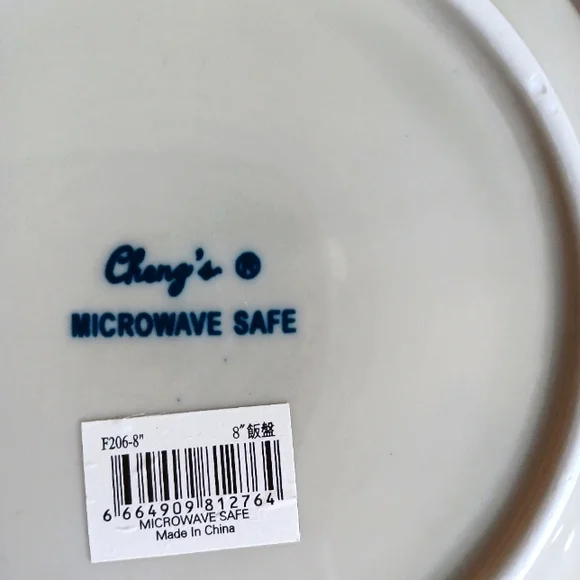 Cheng's ®
MICROWAVE SAFE
F206-8" 8"飯盤
6 664909 812764
MICROWAVE SAFE
Made In China